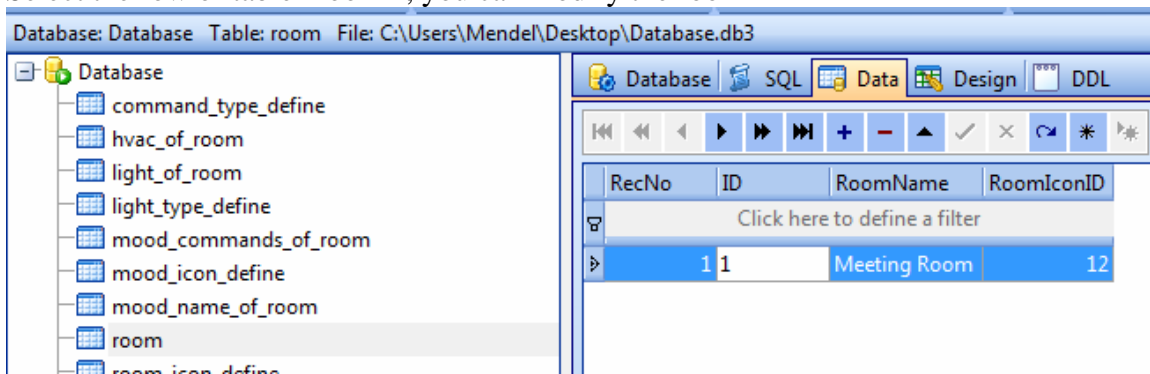 Database: Database Table: room File: C:\Users\Mendel\Desktop\Database.db3
Database
command_type_define
hvac_of_room
light_of_room
light_type_define
mood_commands_of_room
mood_icon_define
mood_name_of_room
room
room_icon_define
Database SQL Data Design DDL
RecNo ID RoomName RoomIconID
Click here to define a filter
1 1 Meeting Room 12